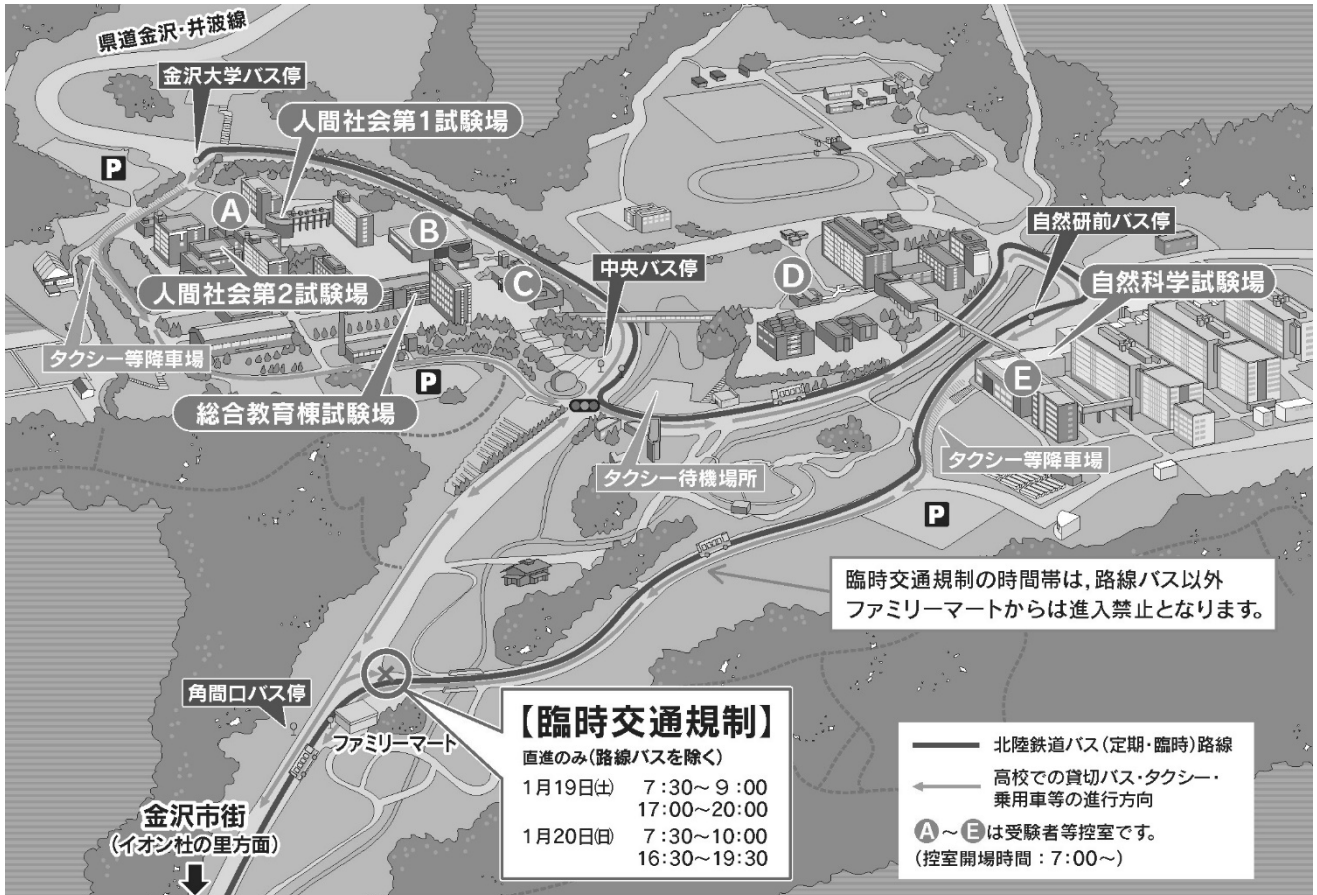 県道金沢・井波線
金沢大学バス停
人間社会第1試験場
P
A
B
自然研前バス停
中央バス停
D
C
自然科学試験場
人間社会第2試験場
タクシー等降車場
P
E
総合教育棟試験場
タクシー待機場所
タクシー等降車場
P
臨時交通規制の時間帯は,路線バス以外
ファミリーマートからは進入禁止となります。
角間口バス停
ファミリーマート
【臨時交通規制】
直進のみ(路線バスを除く)
1月19日(土) 7:30~9:00
17:00~20:00
1月20日(日) 7:30~10:00
16:30~19:30
金沢市街
(イオン杜の里方面)
北陸鉄道バス(定期・臨時)路線
高校での貸切バス・タクシー・
乗用車等の進行方向
A~Eは受験者等控室です。
(控室開場時間:7:00~)